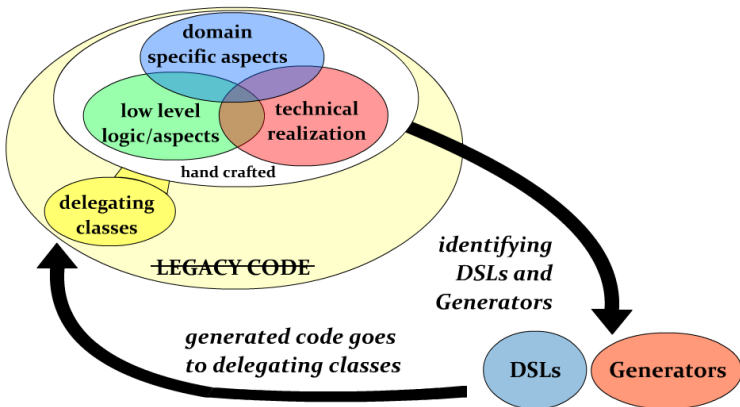 domain
specific aspects
low level
logic/aspects
technical
realization
hand crafted
delegating
classes
LEGACY CODE
identifying
DSLs and
Generators
generated code goes
to delegating classes
DSLs
Generators